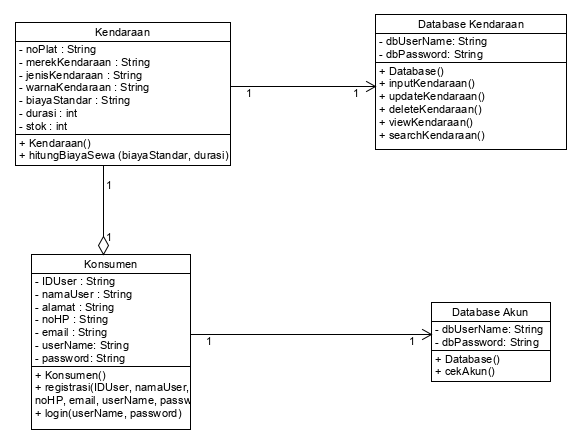 Kendaraan
- noPlat : String
- merekKendaraan : String
- jenisKendaraan : String
- warnaKendaraan : String
- biayaStandar : String
- durasi : int
- stok : int
+ Kendaraan()
+ hitungBiayaSewa (biayaStandar, durasi)
Database Kendaraan
- dbUserName: String
- dbPassword: String
+ Database()
+ inputKendaraan()
+ updateKendaraan()
+ deleteKendaraan()
+ viewKendaraan()
+ searchKendaraan()
1
1
1
1
Konsumen
- IDUser : String
- namaUser : String
- alamat : String
- noHP : String
- email : String
- userName: String
- password: String
+ Konsumen()
+ registrasi(IDUser, namaUser,
noHP, email, userName, passw
+ login(userName, password)
1
1
Database Akun
- dbUserName: String
- dbPassword: String
+ Database()
+ cekAkun()